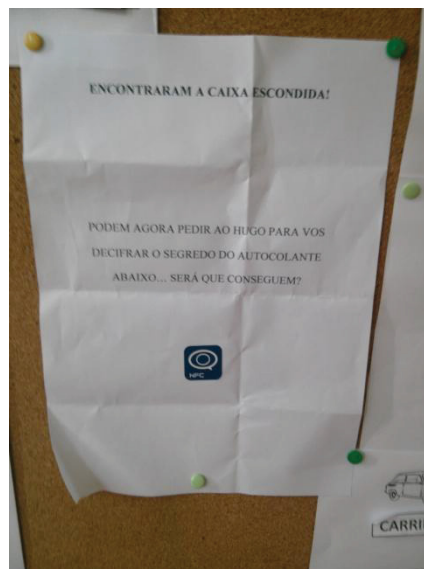 ENCONTRARAM A CAIXA ESCONDIDA!
PODEM AGORA PEDIR AO HUGO PARA VOS
DECIFRAR O SEGREDO DO AUTOCOLANTE
ABAIXO... SERÁ QUE CONSEGUEM?
NFC